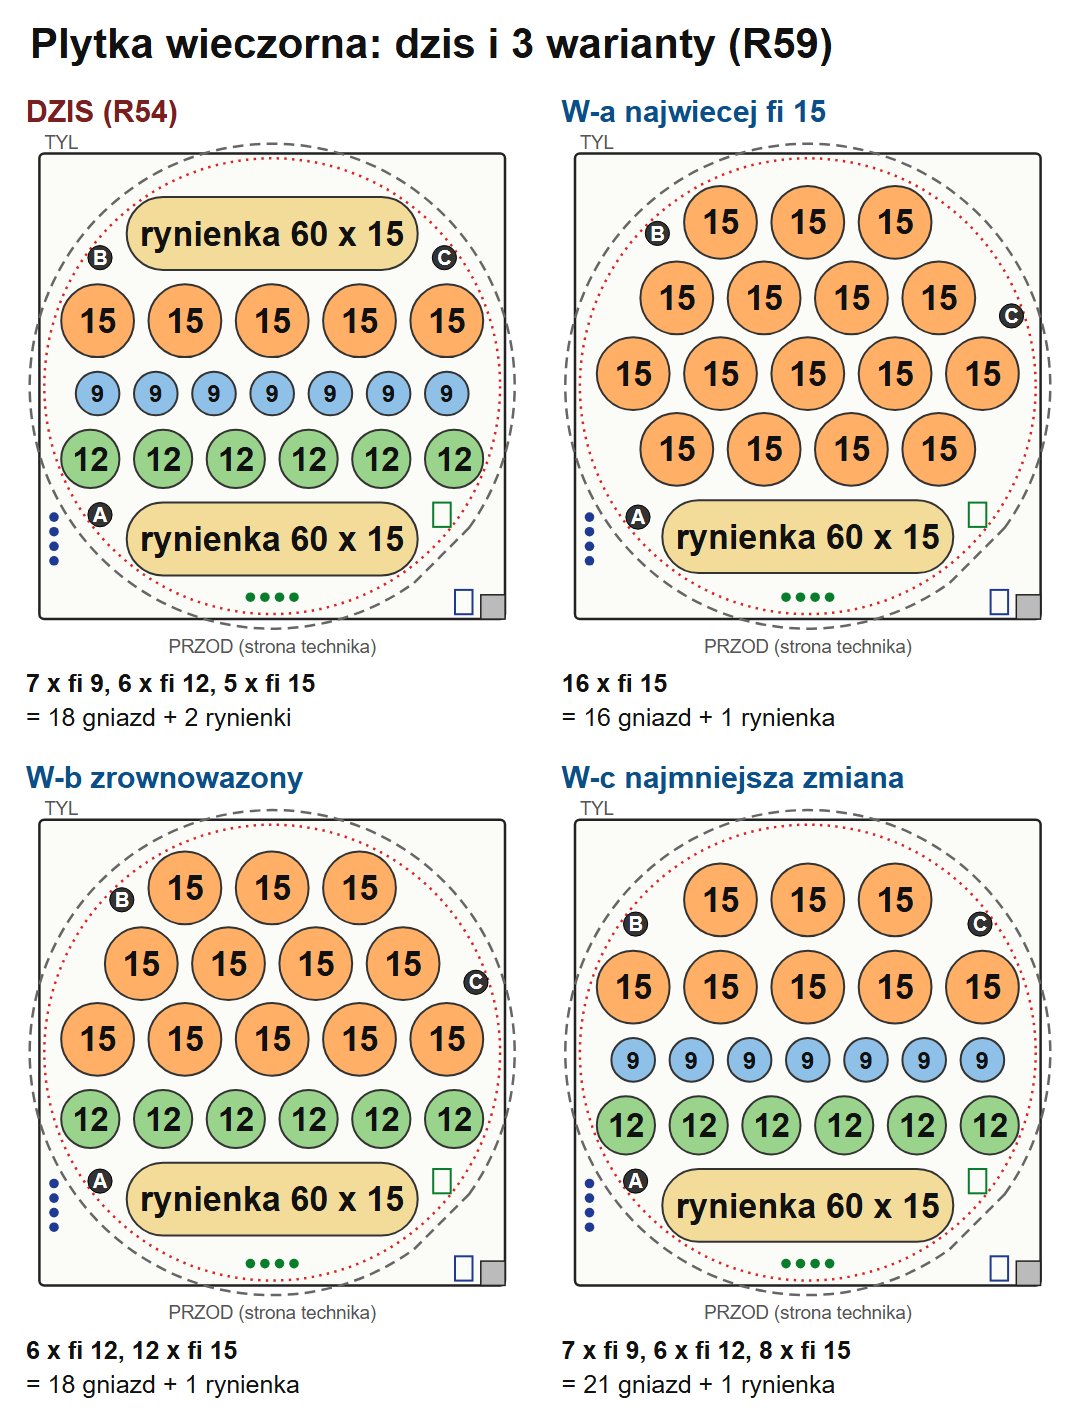 Plytka wieczorna: dzis i 3 warianty (R59)
DZIS (R54)
TYL
rynienka 60 x 15
B
C
15 15 15 15 15
9 9 9 9 9 9 9
12 12 12 12 12 12
A
rynienka 60 x 15
PRZOD (strona technika)
7 x fi 9, 6 x fi 12, 5 x fi 15
= 18 gniazd + 2 rynienki
W-a najwiecej fi 15
TYL
15 15 15
B
15 15 15 15
C
15 15 15 15 15
15 15 15 15
A
rynienka 60 x 15
PRZOD (strona technika)
16 x fi 15
= 16 gniazd + 1 rynienka
W-b zrownowazony
TYL
15 15 15
B
15 15 15 15
C
15 15 15 15 15
12 12 12 12 12 12
A
rynienka 60 x 15
PRZOD (strona technika)
6 x fi 12, 12 x fi 15
= 18 gniazd + 1 rynienka
W-c najmniejsza zmiana
TYL
15 15 15
B
C
15 15 15 15 15
9 9 9 9 9 9 9
12 12 12 12 12 12
A
rynienka 60 x 15
PRZOD (strona technika)
7 x fi 9, 6 x fi 12, 8 x fi 15
= 21 gniazd + 1 rynienka